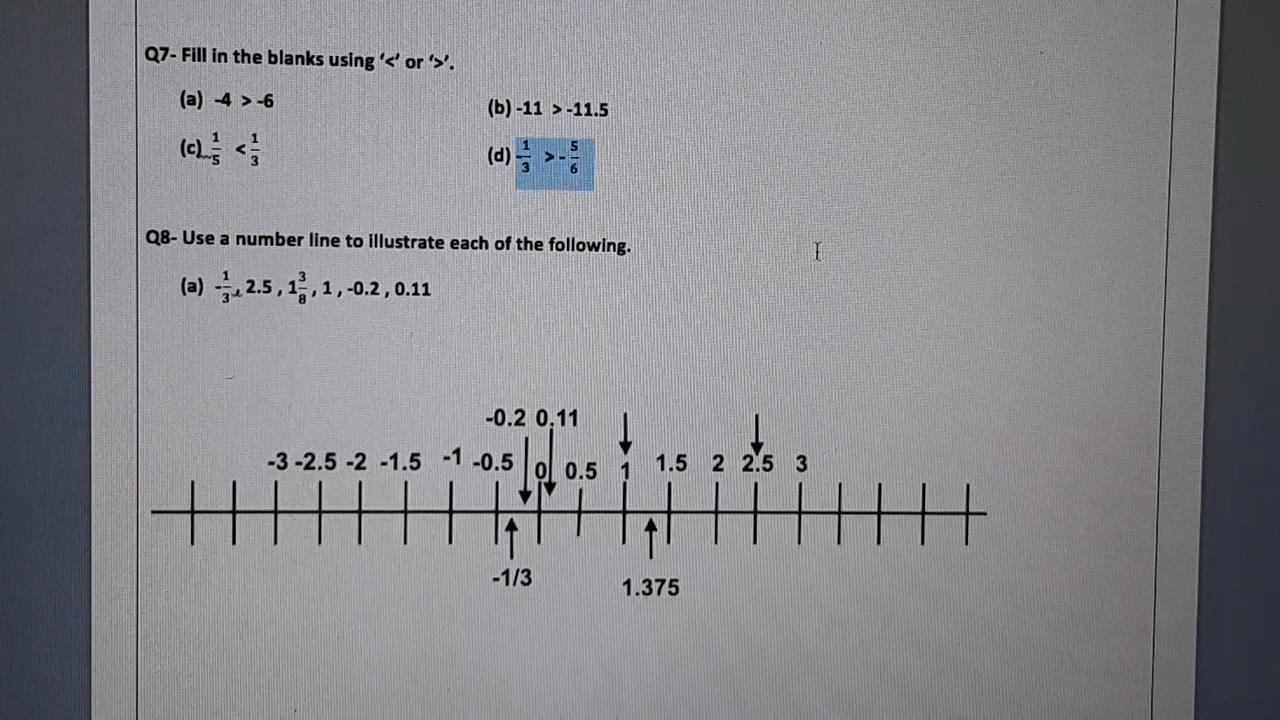 Q7- Fill in the blanks using '<' or '>'.
(a) -4 > -6 (b) -11 > -11.5
(c) 1/5 < 1/3 (d) -1/3 > -5/6
Q8- Use a number line to illustrate each of the following.
(a) -1/3, 2.5 , 1 3/8 , 1 , -0.2 , 0.11
-0.2 0.11
-3 -2.5 -2 -1.5 -1 -0.5 0 0.5 1 1.5 2 2.5 3
-1/3 1.375